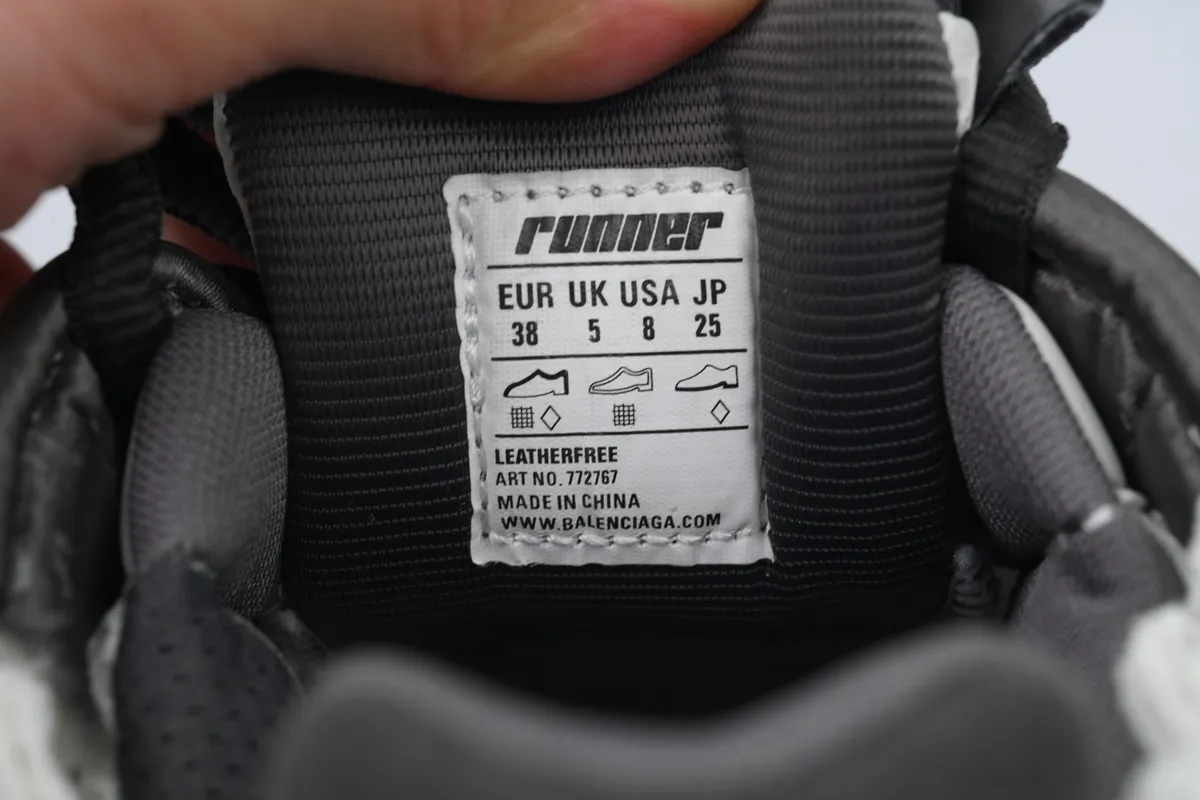 runner
EUR UK USA JP
38 5 8 25
LEATHERFREE
ART NO. 772767
MADE IN CHINA
WWW.BALENCIAGA.COM